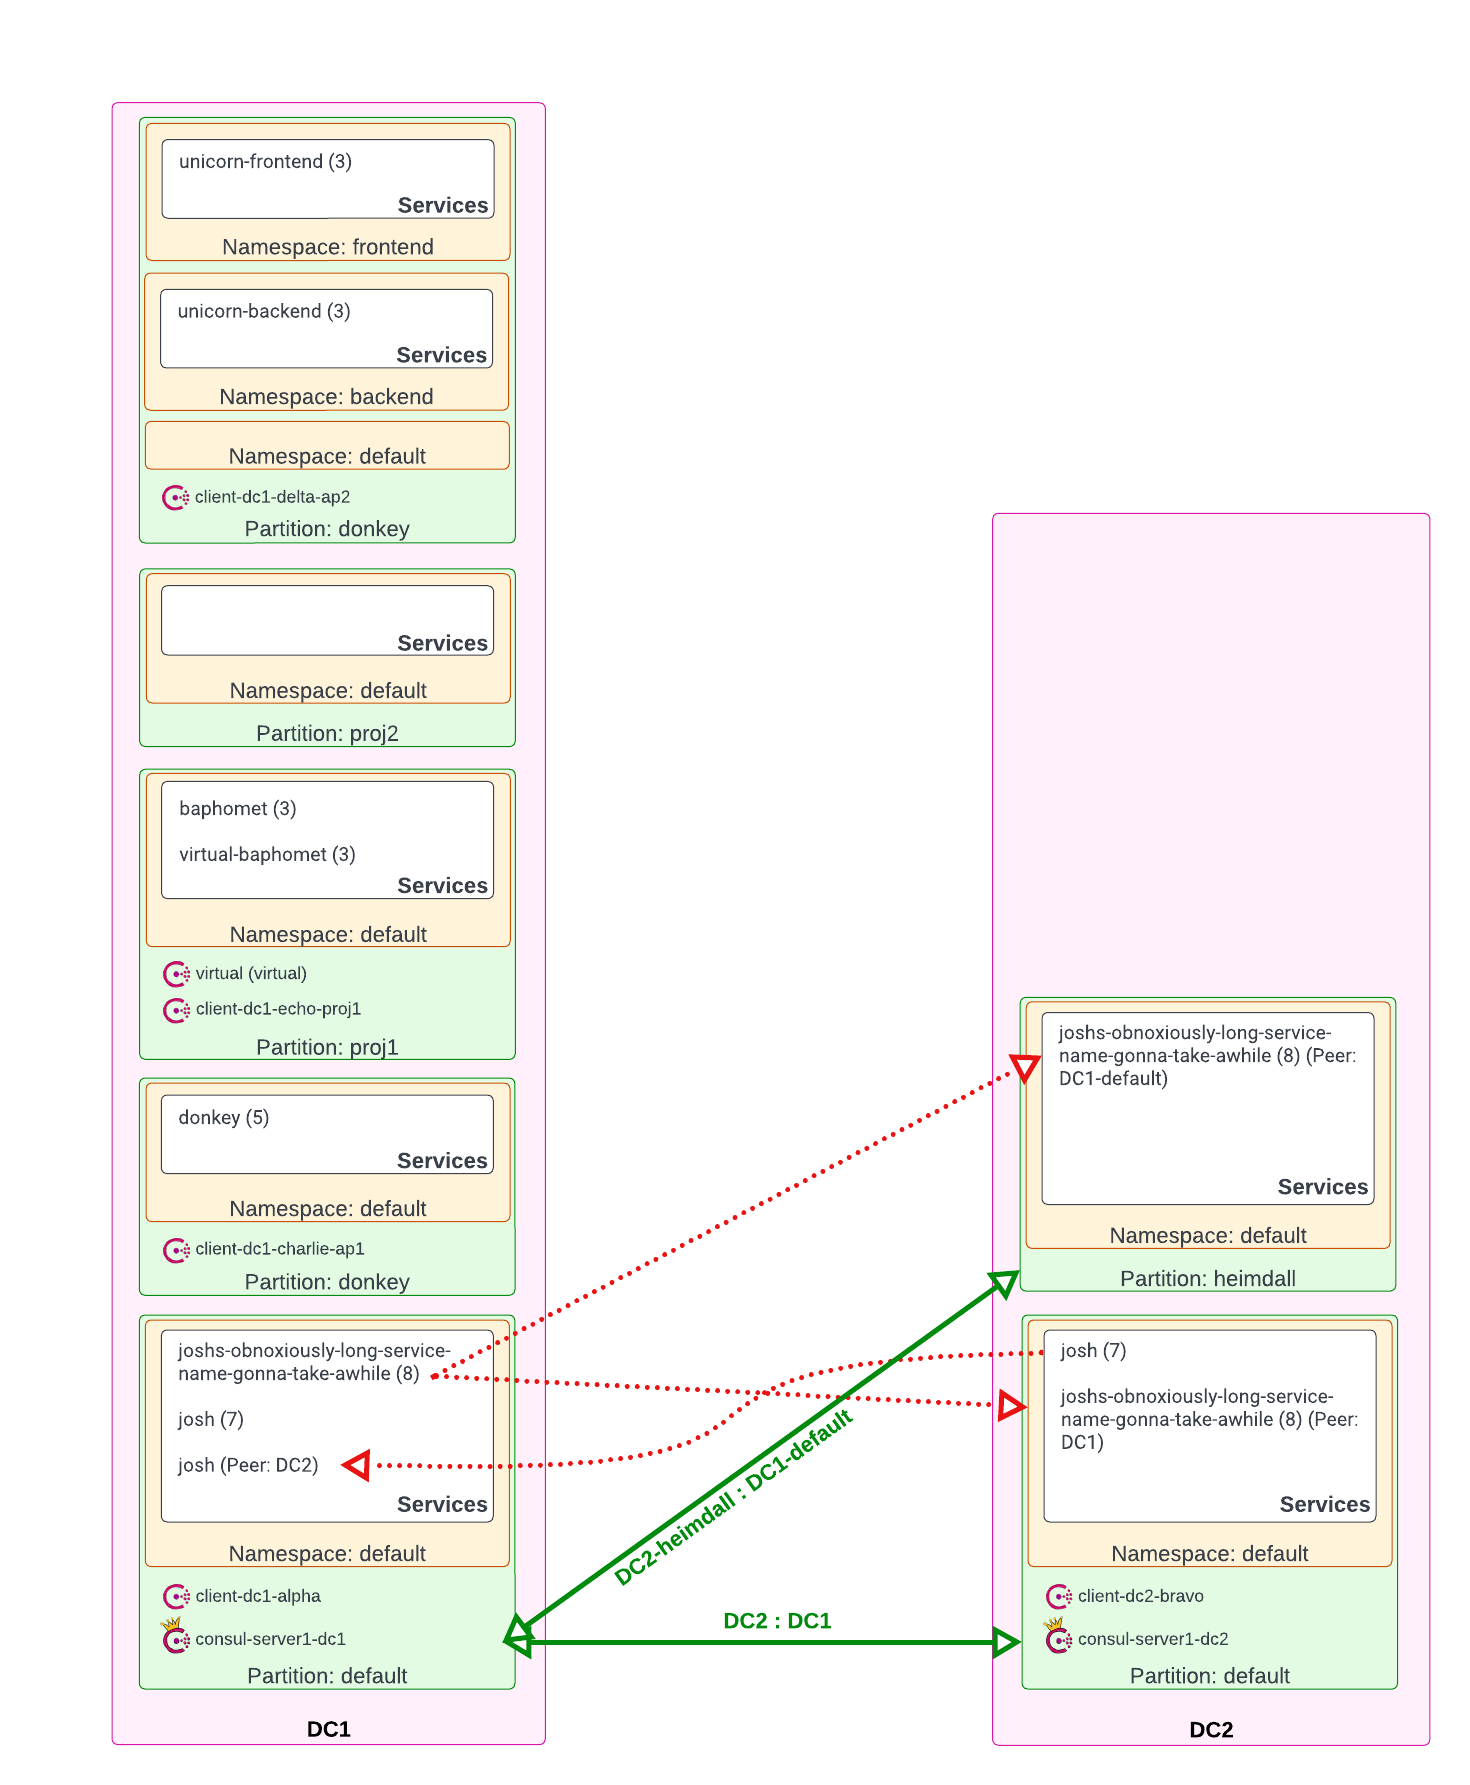 unicorn-frontend (3)
Services
Namespace: frontend
unicorn-backend (3)
Services
Namespace: backend
Namespace: default
client-dc1-delta-ap2
Partition: donkey
Services
Namespace: default
Partition: proj2
baphomet (3)
virtual-baphomet (3)
Services
Namespace: default
virtual (virtual)
client-dc1-echo-proj1
Partition: proj1
donkey (5)
Services
Namespace: default
client-dc1-charlie-ap1
Partition: donkey
joshs-obnoxiously-long-service-
name-gonna-take-awhile (8)
josh (7)
josh (Peer: DC2)
Services
Namespace: default
client-dc1-alpha
consul-server1-dc1
Partition: default
DC1
DC2-heimdall : DC1-default
DC2 : DC1
joshs-obnoxiously-long-service-
name-gonna-take-awhile (8) (Peer:
DC1-default)
Services
Namespace: default
Partition: heimdall
josh (7)
joshs-obnoxiously-long-service-
name-gonna-take-awhile (8) (Peer:
DC1)
Services
Namespace: default
client-dc2-bravo
consul-server1-dc2
Partition: default
DC2